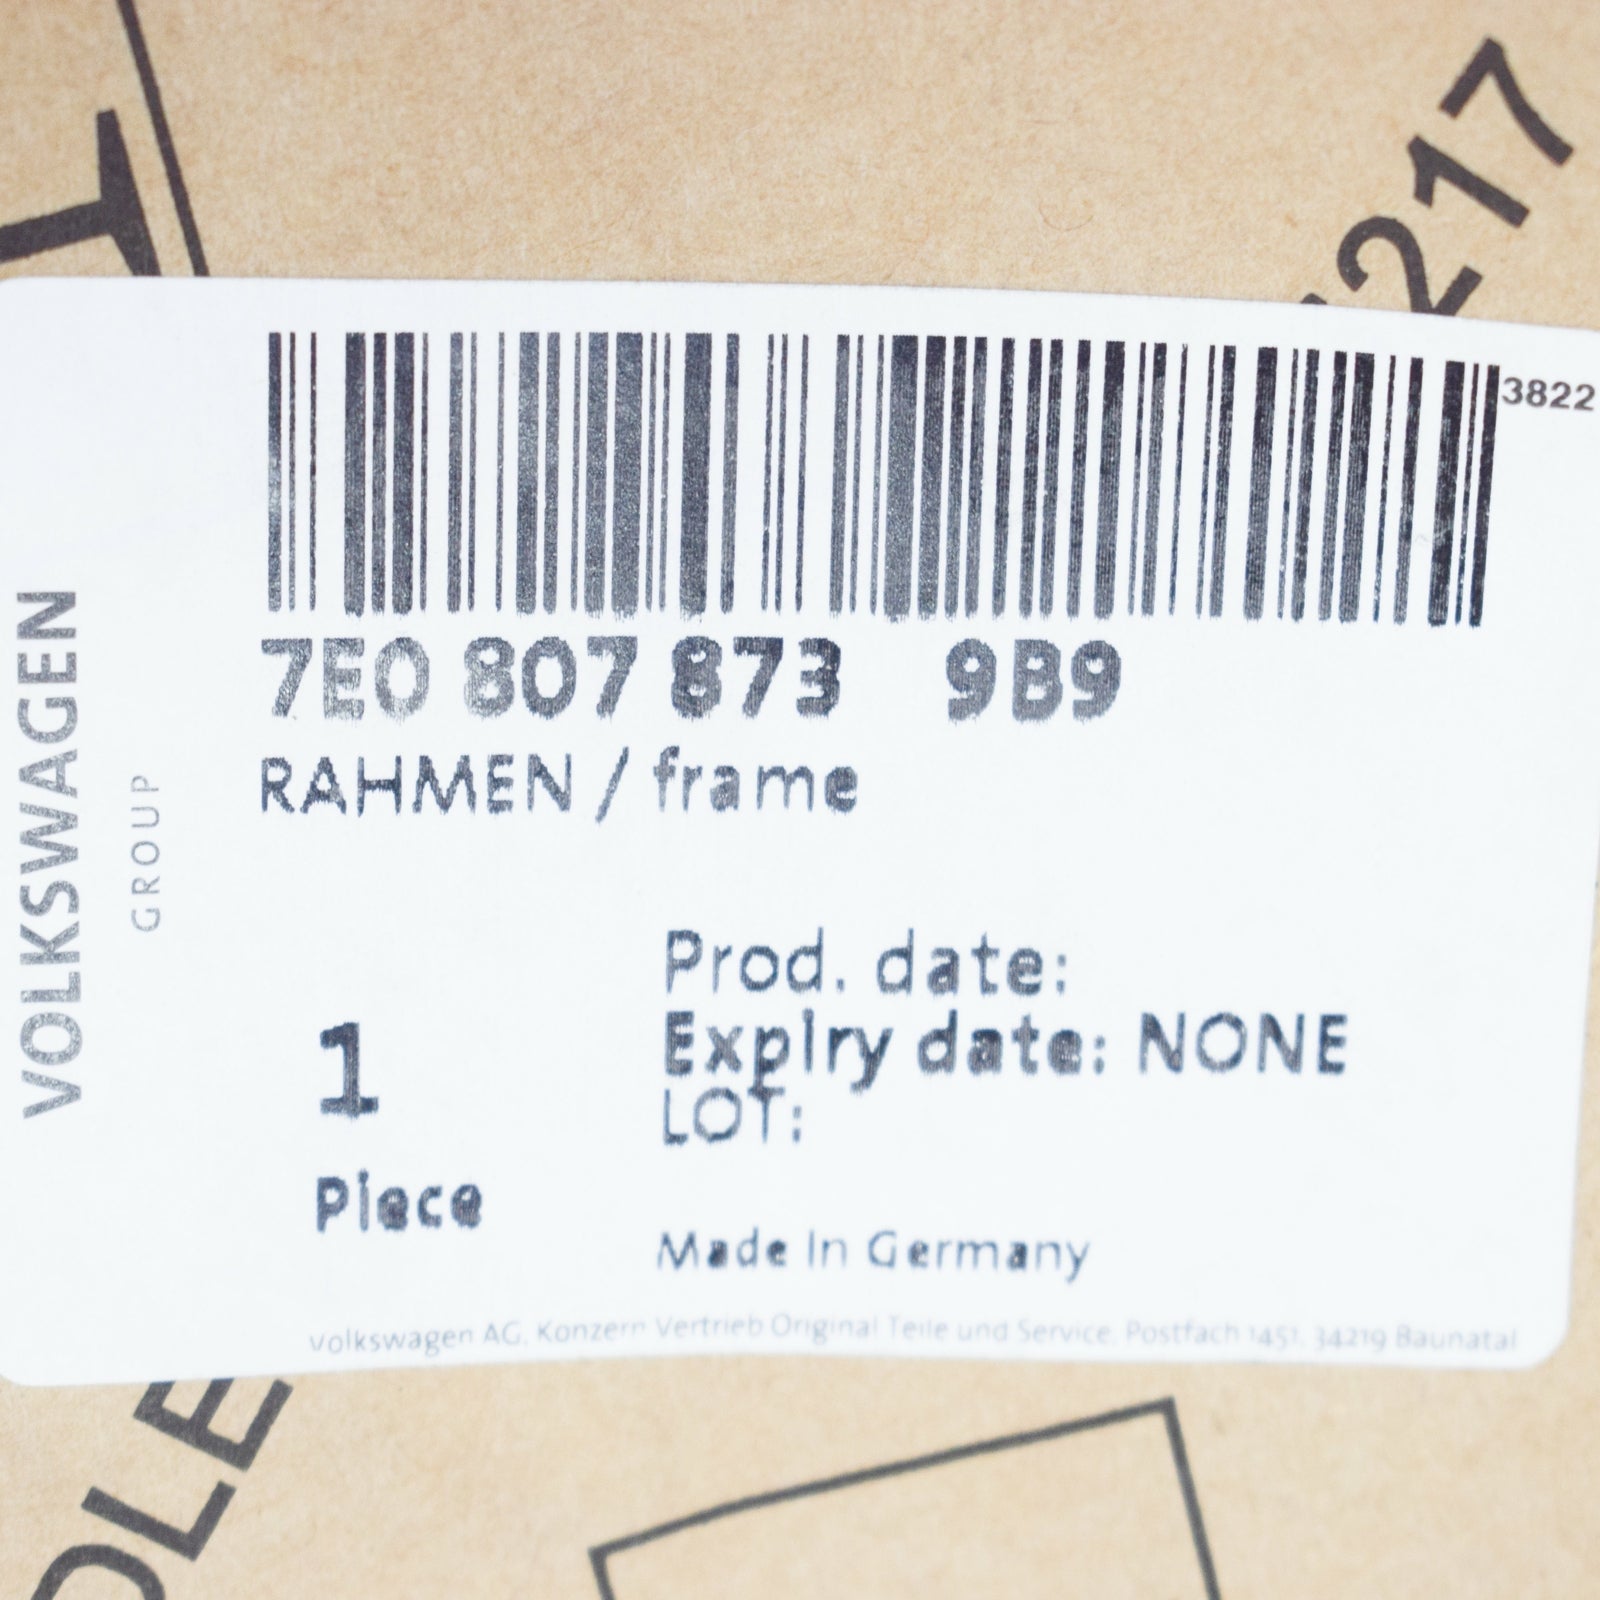 217
3822
7E0 807 873 9B9
RAHMEN / frame
VOLKSWAGEN
GROUP
Prod. date:
Expiry date: NONE
LOT:
1
Piece
Made in Germany
Volkswagen AG, Konzern Vertrieb Original Teile und Service, Postfach 1451, 34219 Baunatal